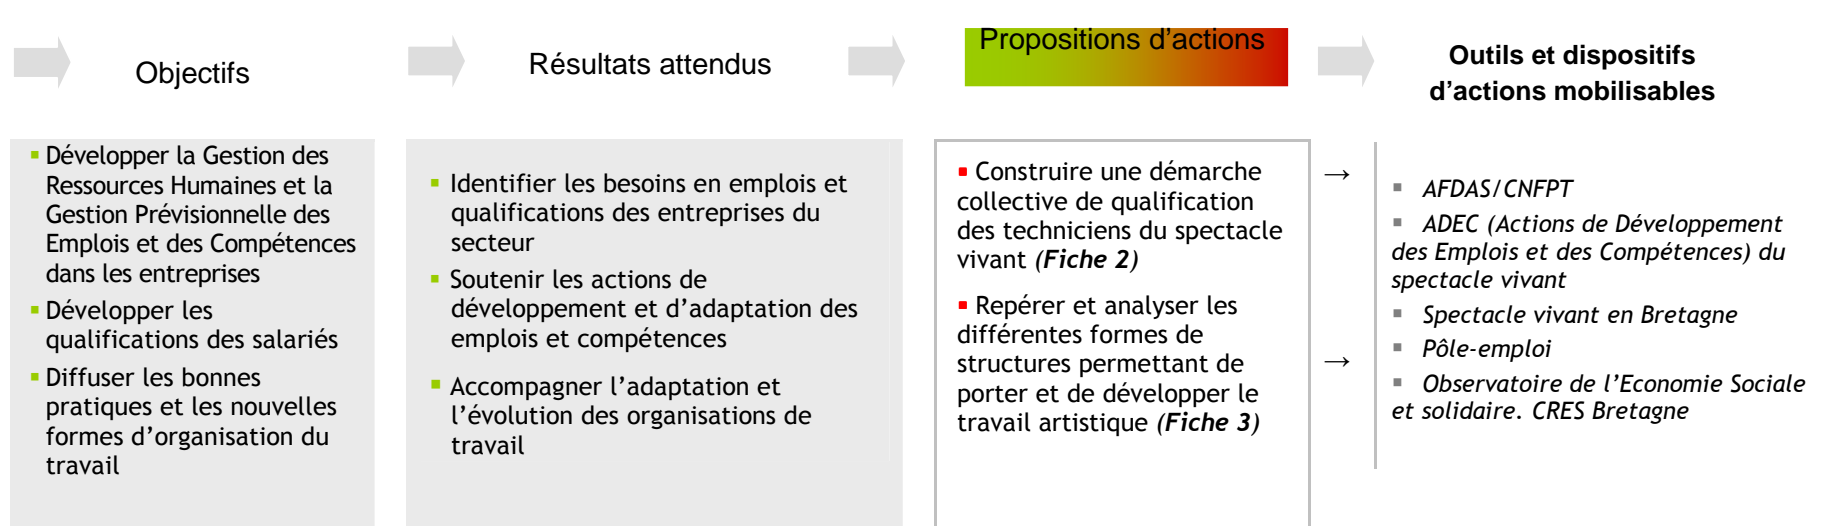 Objectifs
Résultats attendus
Propositions d’actions
Outils et dispositifs
d’actions mobilisables
▪ Développer la Gestion des
Ressources Humaines et la
Gestion Prévisionnelle des
Emplois et des Compétences
dans les entreprises
▪ Développer les
qualifications des salariés
▪ Diffuser les bonnes
pratiques et les nouvelles
formes d’organisation du
travail
▪ Identifier les besoins en emplois et
qualifications des entreprises du
secteur
▪ Soutenir les actions de
développement et d’adaptation des
emplois et compétences
▪ Accompagner l’adaptation et
l’évolution des organisations de
travail
▪ Construire une démarche
collective de qualification
des techniciens du spectacle
vivant (Fiche 2)
▪ Repérer et analyser les
différentes formes de
structures permettant de
porter et de développer le
travail artistique (Fiche 3)
→
→
▪ AFDAS/CNFPT
▪ ADEC (Actions de Développement
des Emplois et des Compétences) du
spectacle vivant
▪ Spectacle vivant en Bretagne
▪ Pôle-emploi
▪ Observatoire de l’Economie Sociale
et solidaire. CRES Bretagne